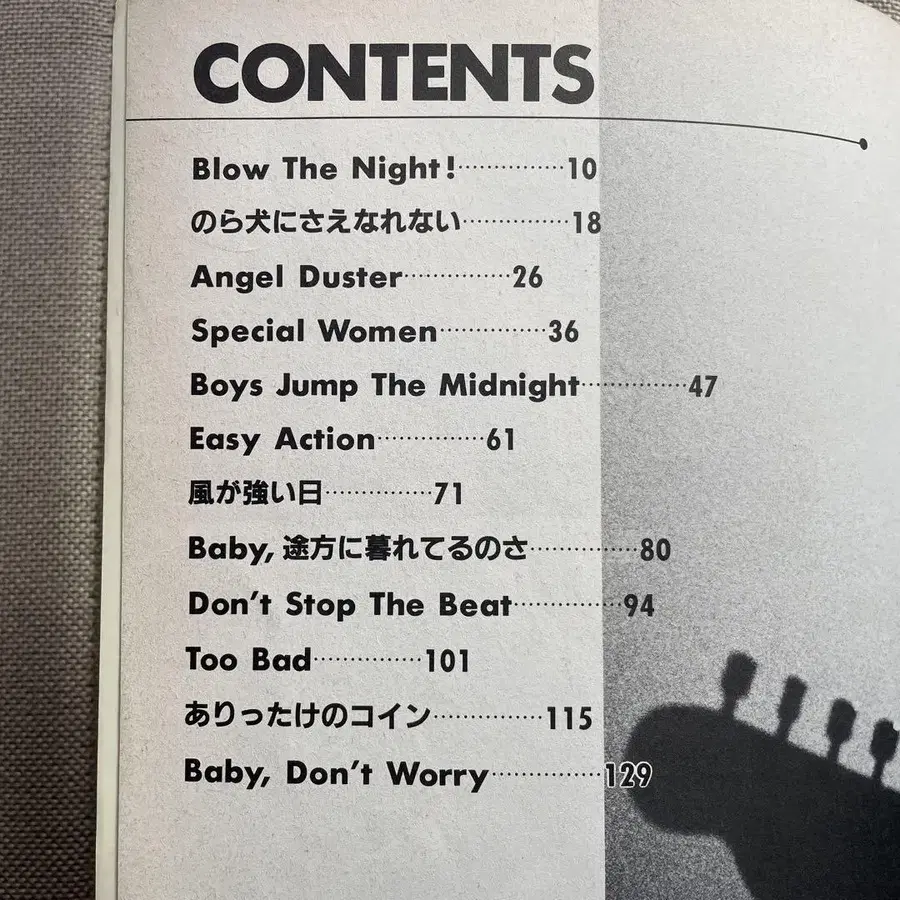 CONTENTS
Blow The Night!……………10
のら犬にさえなれない……………18
Angel Duster……………26
Special Women……………36
Boys Jump The Midnight……………47
Easy Action……………61
風が強い日……………71
Baby, 途方に暮れてるのさ……………80
Don't Stop The Beat……………94
Too Bad……………101
ありったけのコイン……………115
Baby, Don't Worry……………129